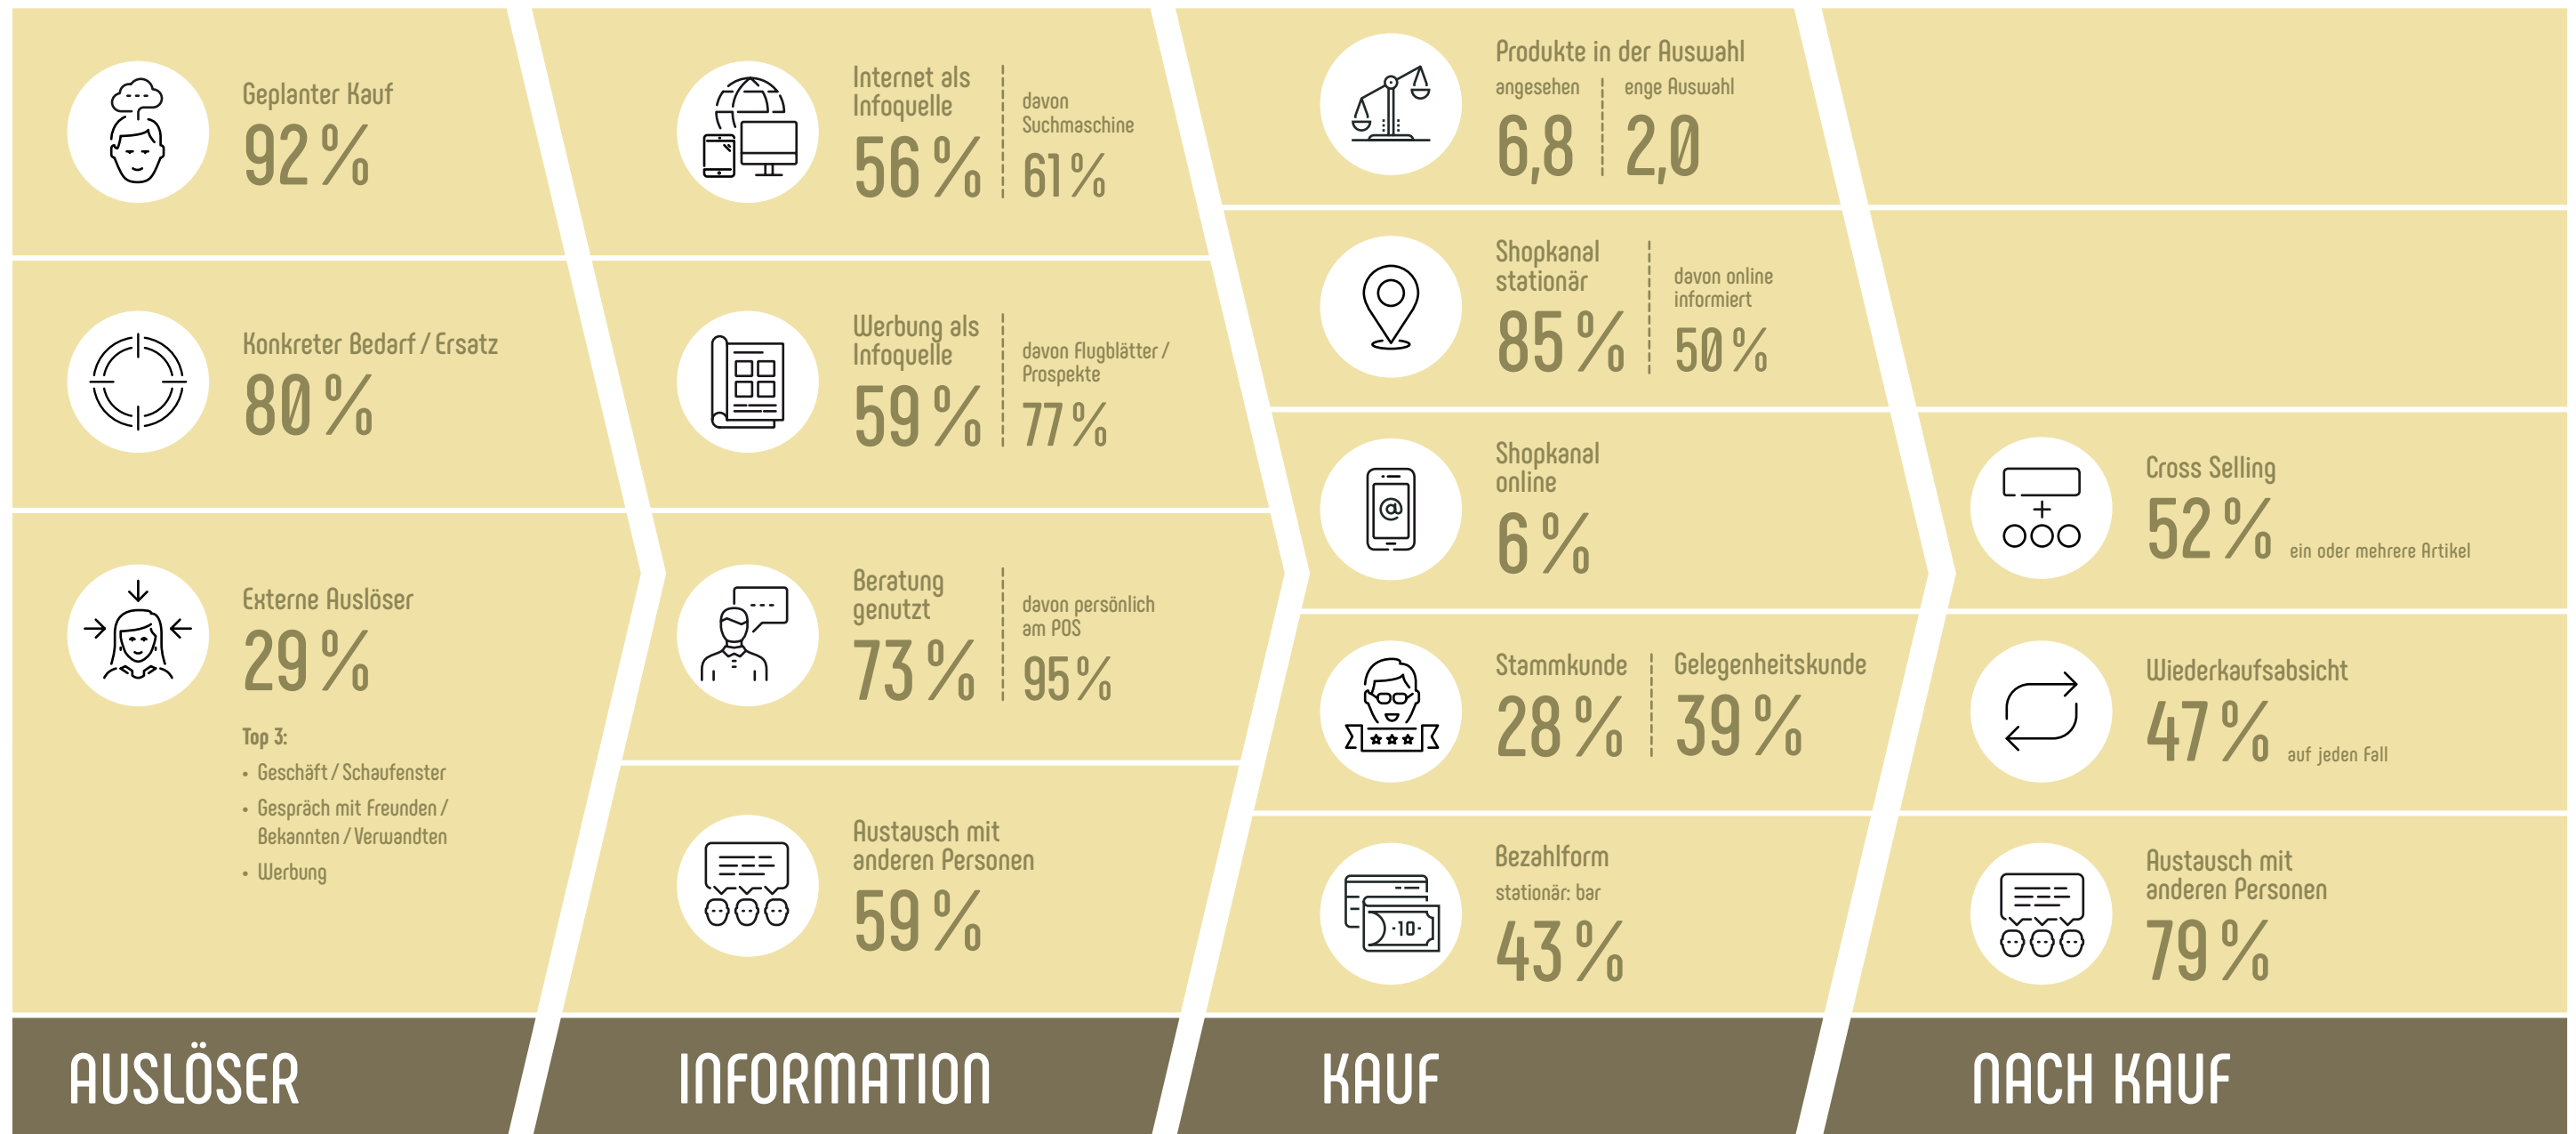 Geplanter Kauf
92 %
Konkreter Bedarf / Ersatz
80 %
Externe Auslöser
29 %
Top 3:
• Geschäft / Schaufenster
• Gespräch mit Freunden /
Bekannten / Verwandten
• Werbung
AUSLÖSER
Internet als
Infoquelle
56 %
davon
Suchmaschine
61 %
Werbung als
Infoquelle
59 %
davon Flugblätter /
Prospekte
77 %
Beratung
genutzt
73 %
davon persönlich
am POS
95 %
Austausch mit
anderen Personen
59 %
INFORMATION
Produkte in der Auswahl
angesehen
6,8
enge Auswahl
2,0
Shopkanal
stationär
85 %
davon online
informiert
50 %
@
Shopkanal
online
6 %
Stammkunde
28 %
Gelegenheitskunde
39 %
·10·
Bezahlform
stationär: bar
43 %
KAUF
Cross Selling
52 % ein oder mehrere Artikel
Wiederkaufsabsicht
47 % auf jeden Fall
Austausch mit
anderen Personen
79 %
NACH KAUF